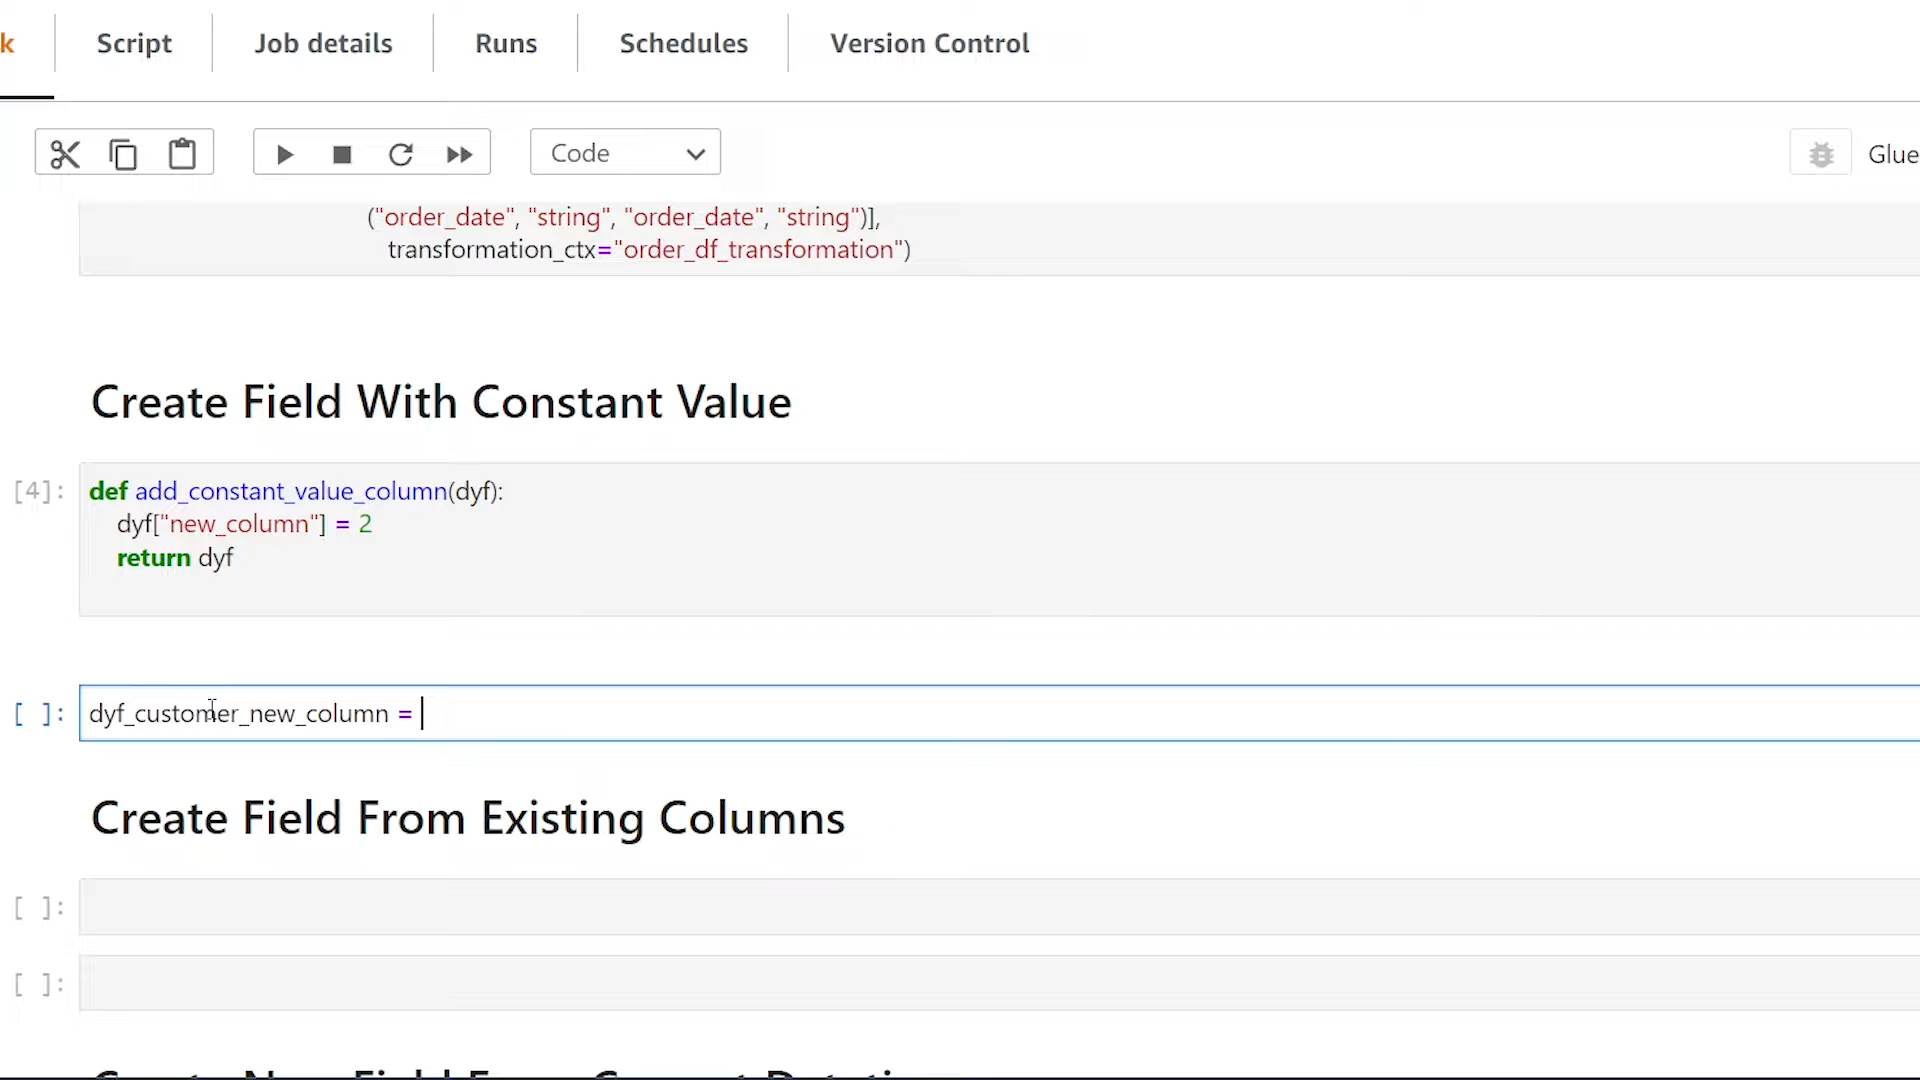 k
Script
Job details
Runs
Schedules
Version Control
Code
Glue
("order_date", "string", "order_date", "string")],
transformation_ctx="order_df_transformation")
Create Field With Constant Value
[4]:
def add_constant_value_column(dyf):
dyf["new_column"] = 2
return dyf
[ ]:
dyf_customer_new_column =
Create Field From Existing Columns
[ ]:
[ ]: